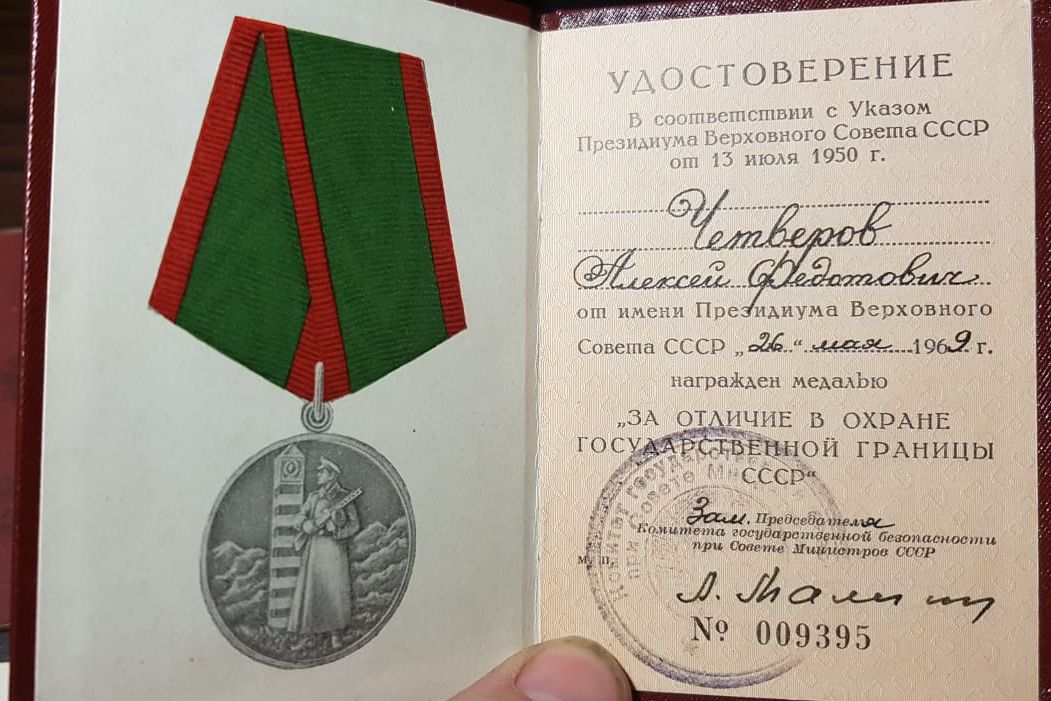 УДОСТОВЕРЕНИЕ
В соответствии с Указом
Президиума Верховного Совета СССР
от 13 июля 1950 г.
Четверов
Алексей Федотович
от имени Президиума Верховного
Совета СССР „26“ мая 1969 г.
награжден медалью
„ЗА ОТЛИЧИЕ В ОХРАНЕ
ГОСУДАРСТВЕННОЙ ГРАНИЦЫ
СССР“
Зам. Председателя
Комитета государственной безопасности
при Совете Министров СССР
м. п.
№ 009395